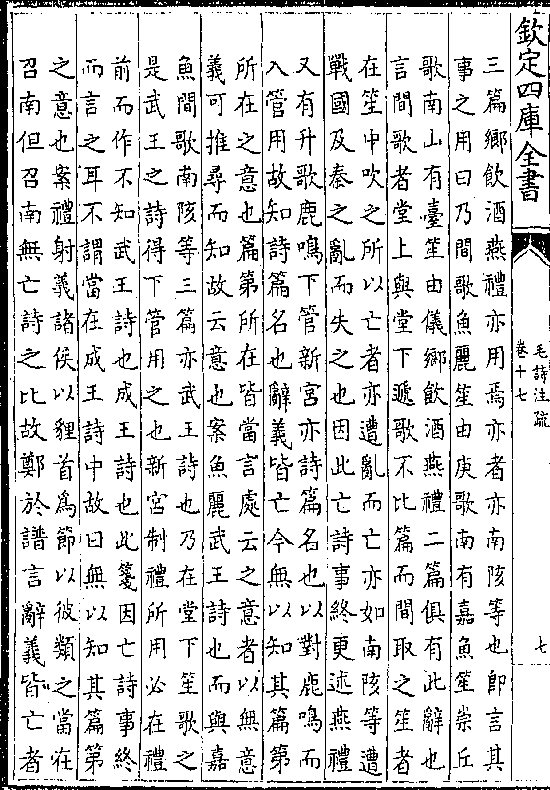 欽定四庫全書
毛詩注疏
卷十七
七
三篇鄉飲酒燕禮亦用焉亦者亦南陔等也卽言其
事之用曰乃間歌魚麗笙由庚歌南有嘉魚笙崇丘
歌南山有臺笙由儀鄉飲酒燕禮二篇俱有此辭也
言間歌者堂上與堂下遞歌不比篇而間取之笙者
在笙中吹之所以亡者亦遭亂而亡亦如南陔等遭
戰國及秦之亂而失之也因此亡詩事終更述燕禮
又有升歌鹿鳴下管新宮亦詩篇名也以對鹿鳴而
入管用故知詩篇名也辭義皆亡今無以知其篇第
所在之意也篇第所在皆當言處云之意者以無意
義可推尋而知故云意也案魚麗武王詩也而與嘉
魚間歌南陔等三篇亦武王詩也乃在堂下笙歌之
是武王之詩得下管用之也新宮制禮所用必在禮
前而作不知武王詩也成王詩也此箋因亡詩事終
而言之耳不謂當在成王詩中故曰無以知其篇第
之意也案禮射義諸侯以貍首為節以彼類之當在
召南但召南無亡詩之比故鄭於譜言辭義皆亡者